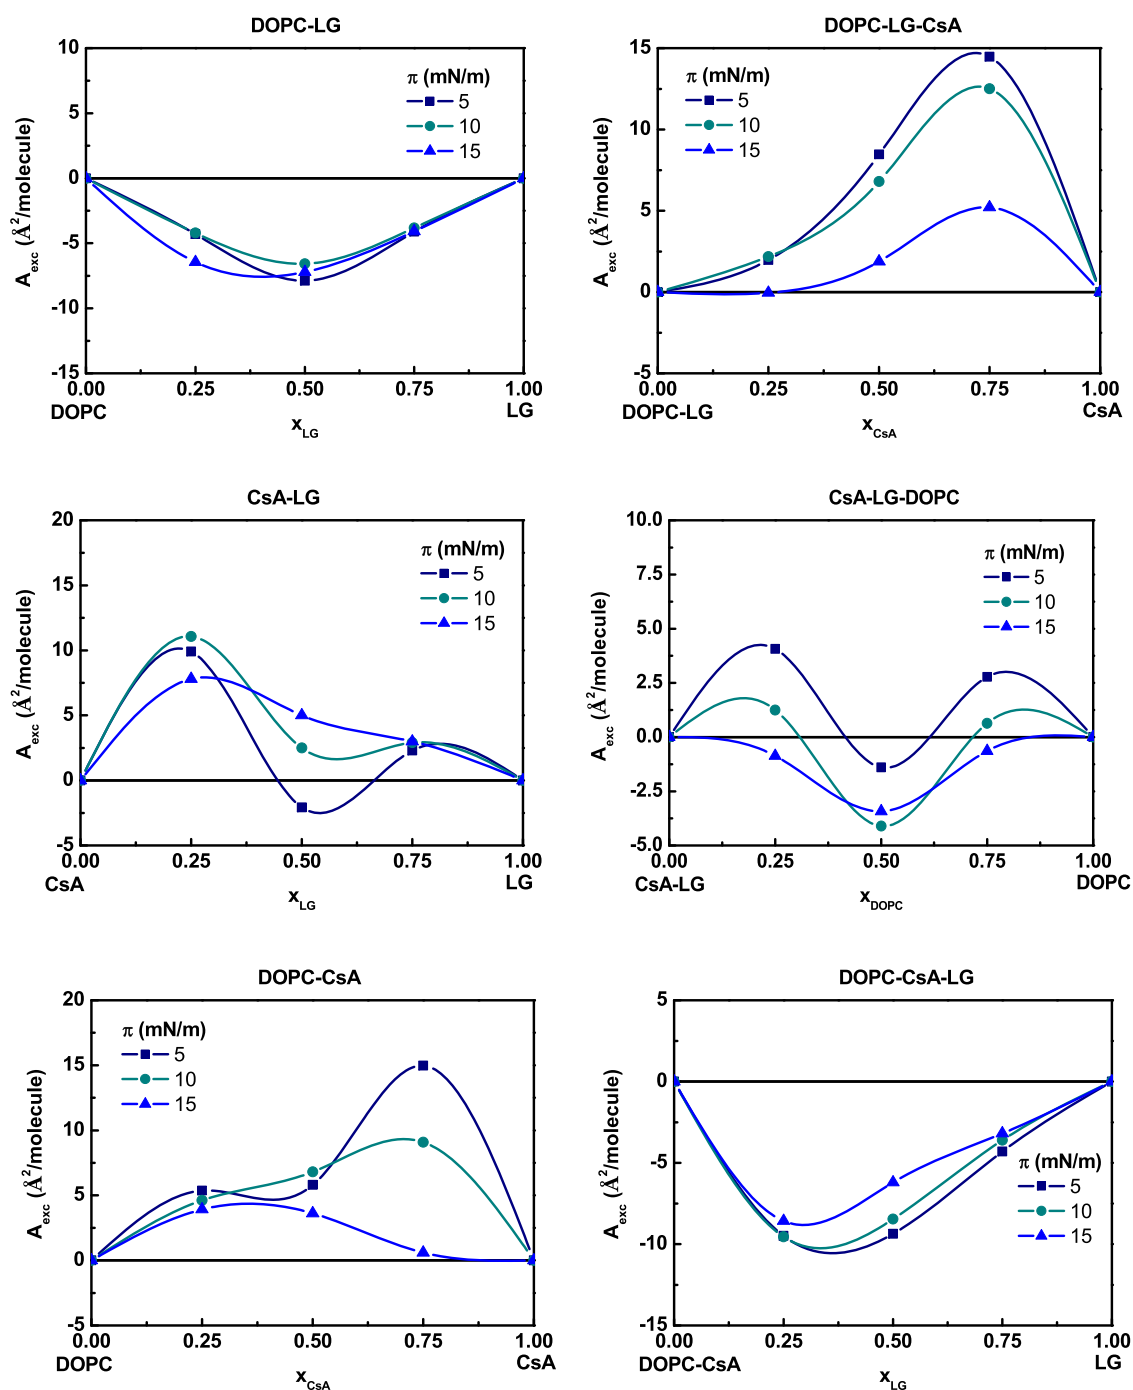 DOPC-LG
10
5
0
-5
-10
-15
A_exc (Å²/molecule)
π (mN/m)
5
10
15
0.00 0.25 0.50 0.75 1.00
DOPC LG
x_LG
DOPC-LG-CsA
15
10
5
0
-5
A_exc (Å²/molecule)
π (mN/m)
5
10
15
0.00 0.25 0.50 0.75 1.00
DOPC-LG CsA
x_CsA
CsA-LG
20
15
10
5
0
-5
A_exc (Å²/molecule)
π (mN/m)
5
10
15
0.00 0.25 0.50 0.75 1.00
CsA LG
x_LG
CsA-LG-DOPC
10.0
7.5
5.0
2.5
0.0
-2.5
-5.0
A_exc (Å²/molecule)
π (mN/m)
5
10
15
0.00 0.25 0.50 0.75 1.00
CsA-LG DOPC
x_DOPC
DOPC-CsA
20
15
10
5
0
-5
A_exc (Å²/molecule)
π (mN/m)
5
10
15
0.00 0.25 0.50 0.75 1.00
DOPC CsA
x_CsA
DOPC-CsA-LG
5
0
-5
-10
-15
A_exc (Å²/molecule)
π (mN/m)
5
10
15
0.00 0.25 0.50 0.75 1.00
DOPC-CsA LG
x_LG